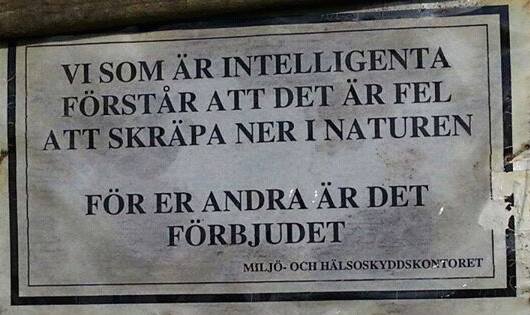 VI SOM ÄR INTELLIGENTA
FÖRSTÅR ATT DET ÄR FEL
ATT SKRÄPA NER I NATUREN
FÖR ER ANDRA ÄR DET
FÖRBJUDET
MILJÖ- OCH HÄLSOSKYDDSKONTORET